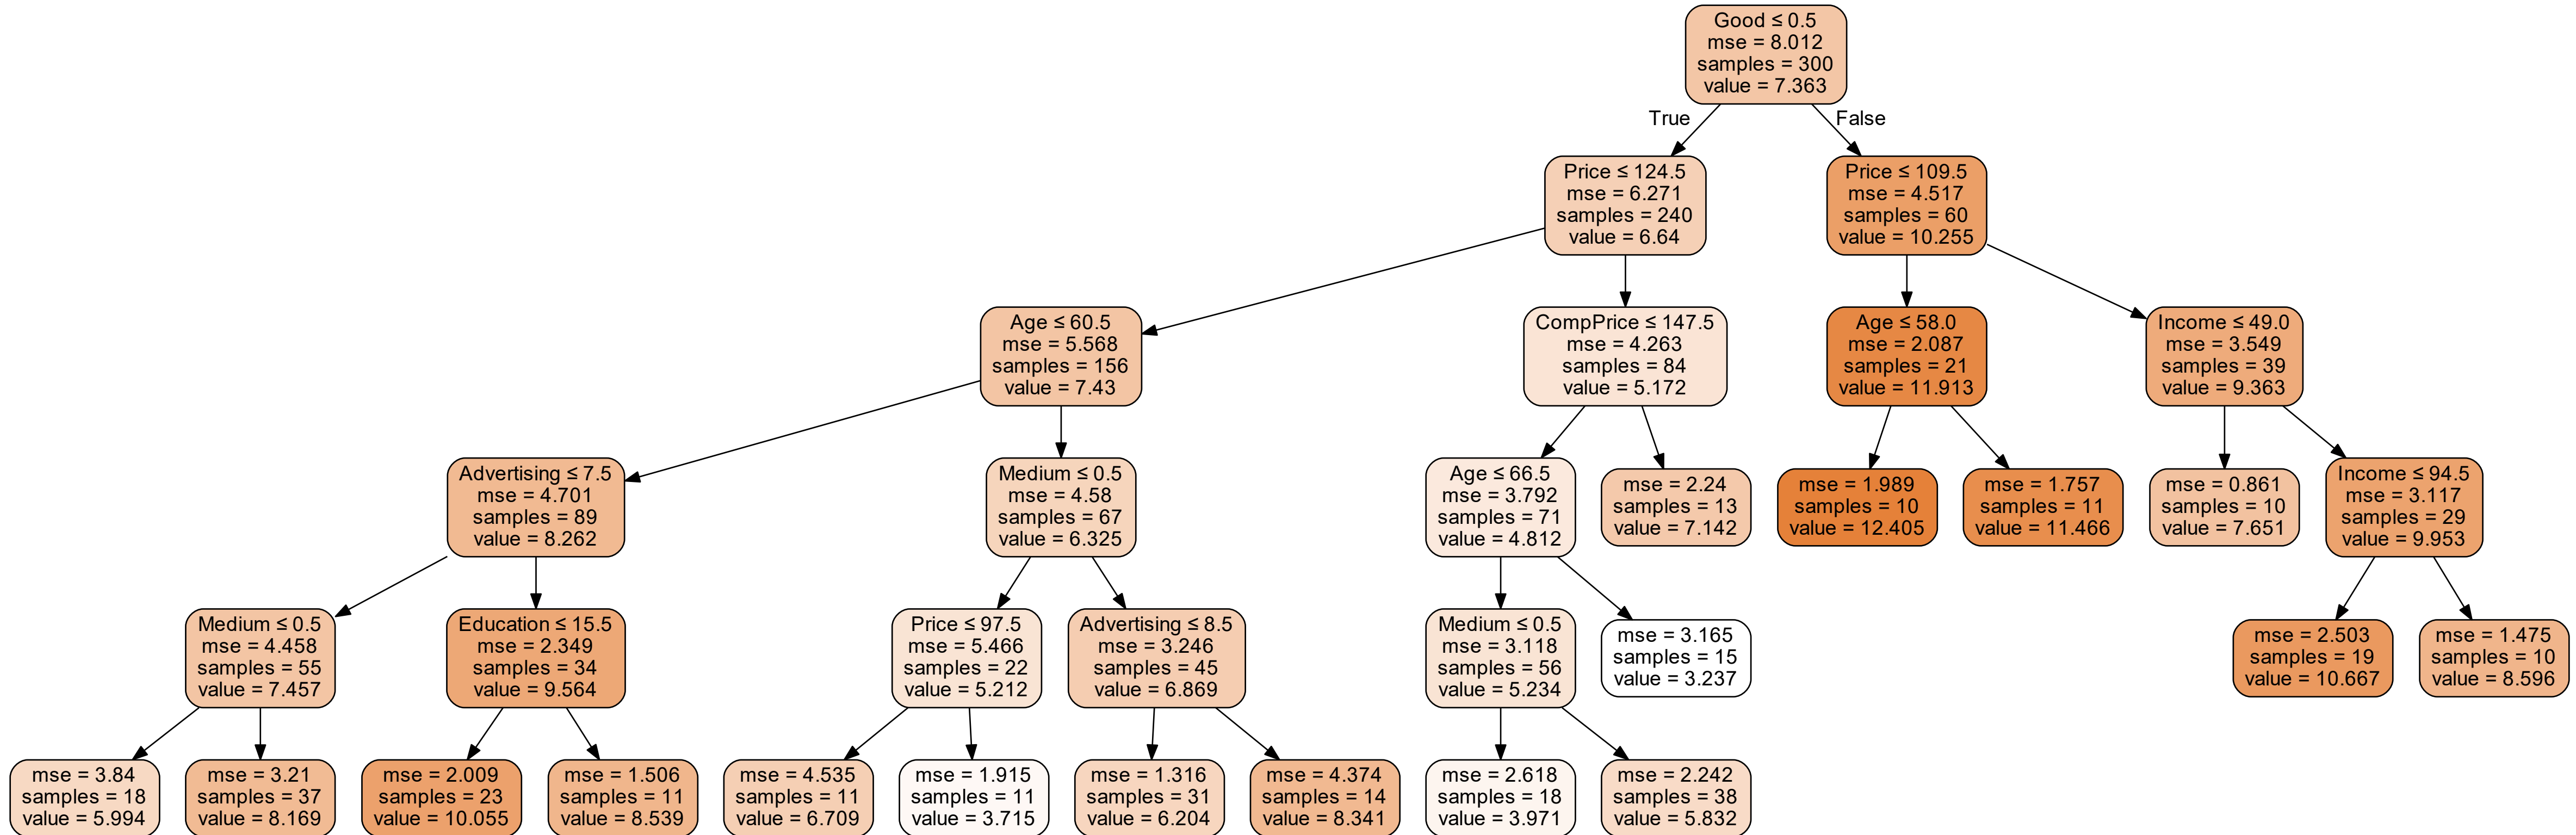 Good ≤ 0.5
mse = 8.012
samples = 300
value = 7.363
True
False
Price ≤ 124.5
mse = 6.271
samples = 240
value = 6.64
Price ≤ 109.5
mse = 4.517
samples = 60
value = 10.255
Age ≤ 60.5
mse = 5.568
samples = 156
value = 7.43
CompPrice ≤ 147.5
mse = 4.263
samples = 84
value = 5.172
Age ≤ 58.0
mse = 2.087
samples = 21
value = 11.913
Income ≤ 49.0
mse = 3.549
samples = 39
value = 9.363
Advertising ≤ 7.5
mse = 4.701
samples = 89
value = 8.262
Medium ≤ 0.5
mse = 4.58
samples = 67
value = 6.325
Age ≤ 66.5
mse = 3.792
samples = 71
value = 4.812
mse = 2.24
samples = 13
value = 7.142
mse = 1.989
samples = 10
value = 12.405
mse = 1.757
samples = 11
value = 11.466
mse = 0.861
samples = 10
value = 7.651
Income ≤ 94.5
mse = 3.117
samples = 29
value = 9.953
Medium ≤ 0.5
mse = 4.458
samples = 55
value = 7.457
Education ≤ 15.5
mse = 2.349
samples = 34
value = 9.564
Price ≤ 97.5
mse = 5.466
samples = 22
value = 5.212
Advertising ≤ 8.5
mse = 3.246
samples = 45
value = 6.869
Medium ≤ 0.5
mse = 3.118
samples = 56
value = 5.234
mse = 3.165
samples = 15
value = 3.237
mse = 2.503
samples = 19
value = 10.667
mse = 1.475
samples = 10
value = 8.596
mse = 3.84
samples = 18
value = 5.994
mse = 3.21
samples = 37
value = 8.169
mse = 2.009
samples = 23
value = 10.055
mse = 1.506
samples = 11
value = 8.539
mse = 4.535
samples = 11
value = 6.709
mse = 1.915
samples = 11
value = 3.715
mse = 1.316
samples = 31
value = 6.204
mse = 4.374
samples = 14
value = 8.341
mse = 2.618
samples = 18
value = 3.971
mse = 2.242
samples = 38
value = 5.832